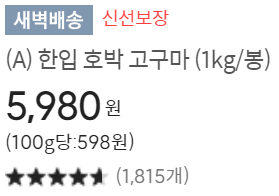 새벽배송 신선보장
(A) 한입 호박 고구마 (1kg/봉)
5,980원
(100g당:598원)
(1,815개)